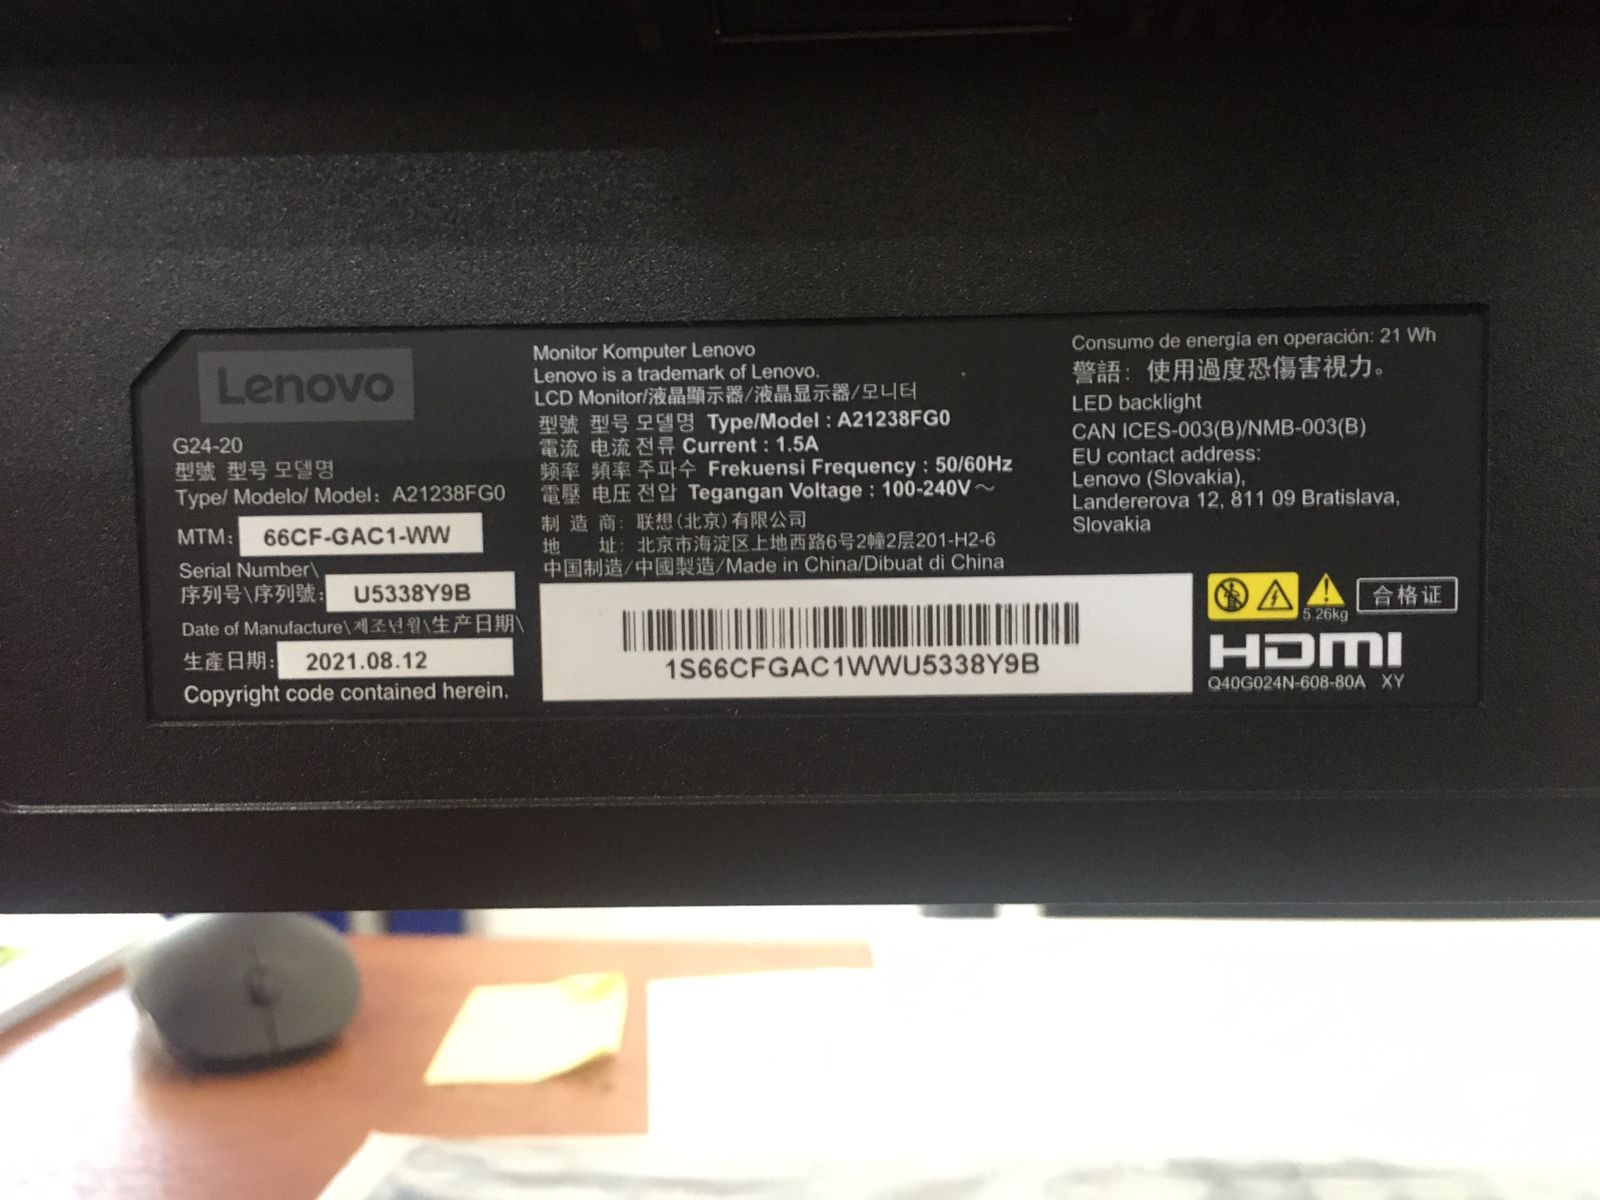 Lenovo
G24-20
型號 型号 모델명
Type/ Modelo/ Model: A21238FG0
MTM: 66CF-GAC1-WW
Serial Number\
序列号\序列號: U5338Y9B
Date of Manufacture\제조년월\生产日期\
生產日期: 2021.08.12
Copyright code contained herein.
Monitor Komputer Lenovo
Lenovo is a trademark of Lenovo.
LCD Monitor/液晶顯示器/液晶显示器/모니터
型號 型号 모델명 Type/Model : A21238FG0
電流 电流 전류 Current : 1.5A
频率 頻率 주파수 Frekuensi Frequency : 50/60Hz
電壓 电压 전압 Tegangan Voltage : 100-240V～
制 造 商: 联想(北京)有限公司
地 址: 北京市海淀区上地西路6号2幢2层201-H2-6
中国制造/中國製造/Made in China/Dibuat di China
1S66CFGAC1WWU5338Y9B
Consumo de energía en operación: 21 Wh
警語: 使用過度恐傷害視力。
LED backlight
CAN ICES-003(B)/NMB-003(B)
EU contact address:
Lenovo (Slovakia),
Landererova 12, 811 09 Bratislava,
Slovakia
5.26kg
合格证
HDMI
Q40G024N-608-80A XY